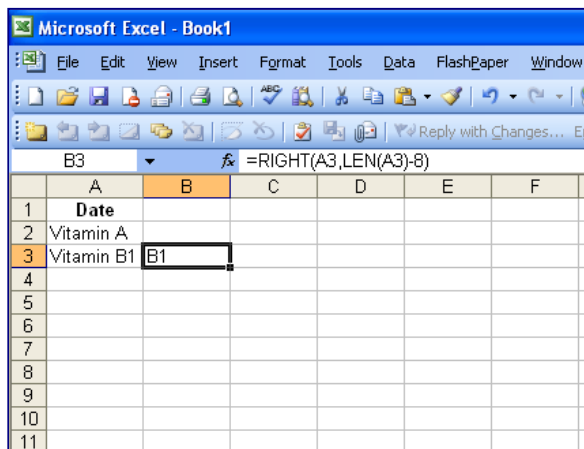 Microsoft Excel - Book1
File Edit View Insert Format Tools Data FlashPaper Window
ABC
Reply with Changes...
B3 fx =RIGHT(A3,LEN(A3)-8)
A B C D E F
1 Date
2 Vitamin A
3 Vitamin B1 B1
4
5
6
7
8
9
10
11